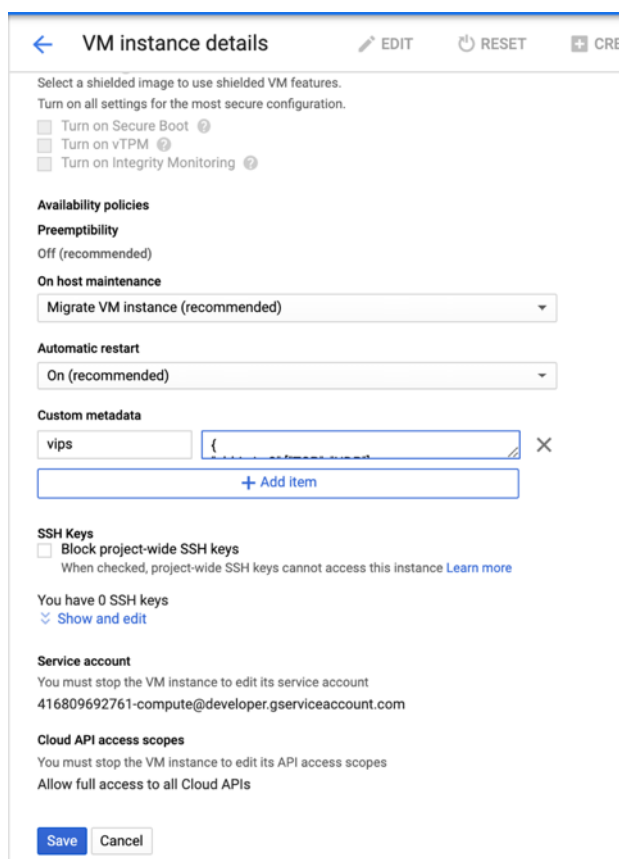 VM instance details
EDIT
RESET
CRE
Select a shielded image to use shielded VM features.
Turn on all settings for the most secure configuration.
Turn on Secure Boot
Turn on vTPM
Turn on Integrity Monitoring
Availability policies
Preemptibility
Off (recommended)
On host maintenance
Migrate VM instance (recommended)
Automatic restart
On (recommended)
Custom metadata
vips
{
+ Add item
SSH Keys
Block project-wide SSH keys
When checked, project-wide SSH keys cannot access this instance Learn more
You have 0 SSH keys
Show and edit
Service account
You must stop the VM instance to edit its service account
416809692761-compute@developer.gserviceaccount.com
Cloud API access scopes
You must stop the VM instance to edit its API access scopes
Allow full access to all Cloud APIs
Save
Cancel